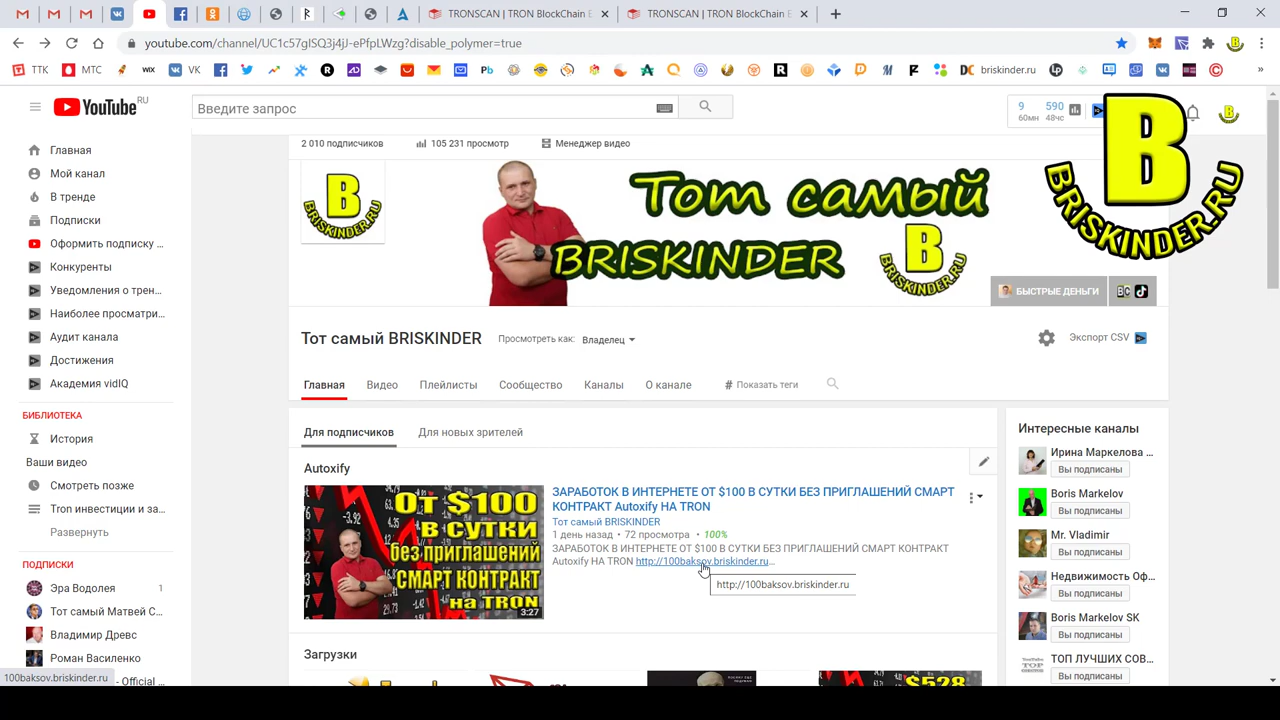 TRONSCAN | TRON BlockChain E
TRONSCAN | TRON BlockChain E
youtube.com/channel/UC1c57gISQ3j4jJ-ePfpLWzg?disable_polymer=true
ТТК
МТС
WiX
VK
Pb
DC
briskinder.ru
YouTube RU
Введите запрос
9
60мн
590
48чс
B
BRISKINDER.RU
2 010 подписчиков
105 231 просмотр
Менеджер видео
B
BRISKINDER.RU
Тот самый
BRISKINDER
B
BRISKINDER.RU
БЫСТРЫЕ ДЕНЬГИ
BC
Тот самый BRISKINDER
Просмотреть как:
Владелец
Экспорт CSV
Главная
Видео
Плейлисты
Сообщество
Каналы
О канале
# Показать теги
Главная
Мой канал
В тренде
Подписки
Оформить подписку ...
Конкуренты
Уведомления о трен...
Наиболее просматри...
Аудит канала
Достижения
Академия vidIQ
БИБЛИОТЕКА
История
Ваши видео
Смотреть позже
Tron инвестиции и за...
Развернуть
ПОДПИСКИ
Эра Водолея
1
Тот самый Матвей С...
Владимир Древс
Роман Василенко
- Official ...
100baksov.briskinder.ru
Для подписчиков
Для новых зрителей
Autoxify
ОТ $100
В СУТКИ
без приглашений
СМАРТ КОНТРАКТ
на TRON
-3,92
3:27
ЗАРАБОТОК В ИНТЕРНЕТЕ ОТ $100 В СУТКИ БЕЗ ПРИГЛАШЕНИЙ СМАРТ
КОНТРАКТ Autoxify НА TRON
Тот самый BRISKINDER
1 день назад • 72 просмотра • 100%
ЗАРАБОТОК В ИНТЕРНЕТЕ ОТ $100 В СУТКИ БЕЗ ПРИГЛАШЕНИЙ СМАРТ КОНТРАКТ
Autoxify НА TRON http://100baksov.briskinder.ru...
http://100baksov.briskinder.ru
Загрузки
$528
Интересные каналы
Ирина Маркелова ...
Вы подписаны
Boris Markelov
Вы подписаны
Mr. Vladimir
Вы подписаны
Недвижимость Оф...
Вы подписаны
Boris Markelov SK
Вы подписаны
ТОП ЛУЧШИХ СОВ...
Вы подписаны